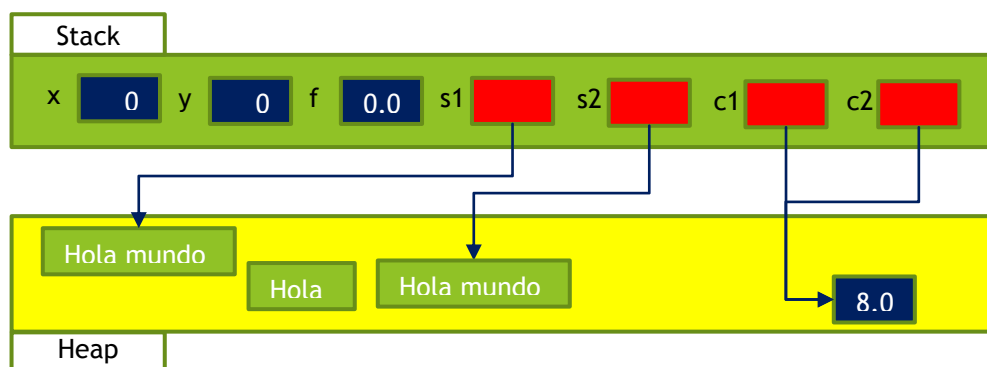 Stack
x 0 y 0 f 0.0 s1 s2 c1 c2
Hola mundo
Hola
Hola mundo
8.0
Heap